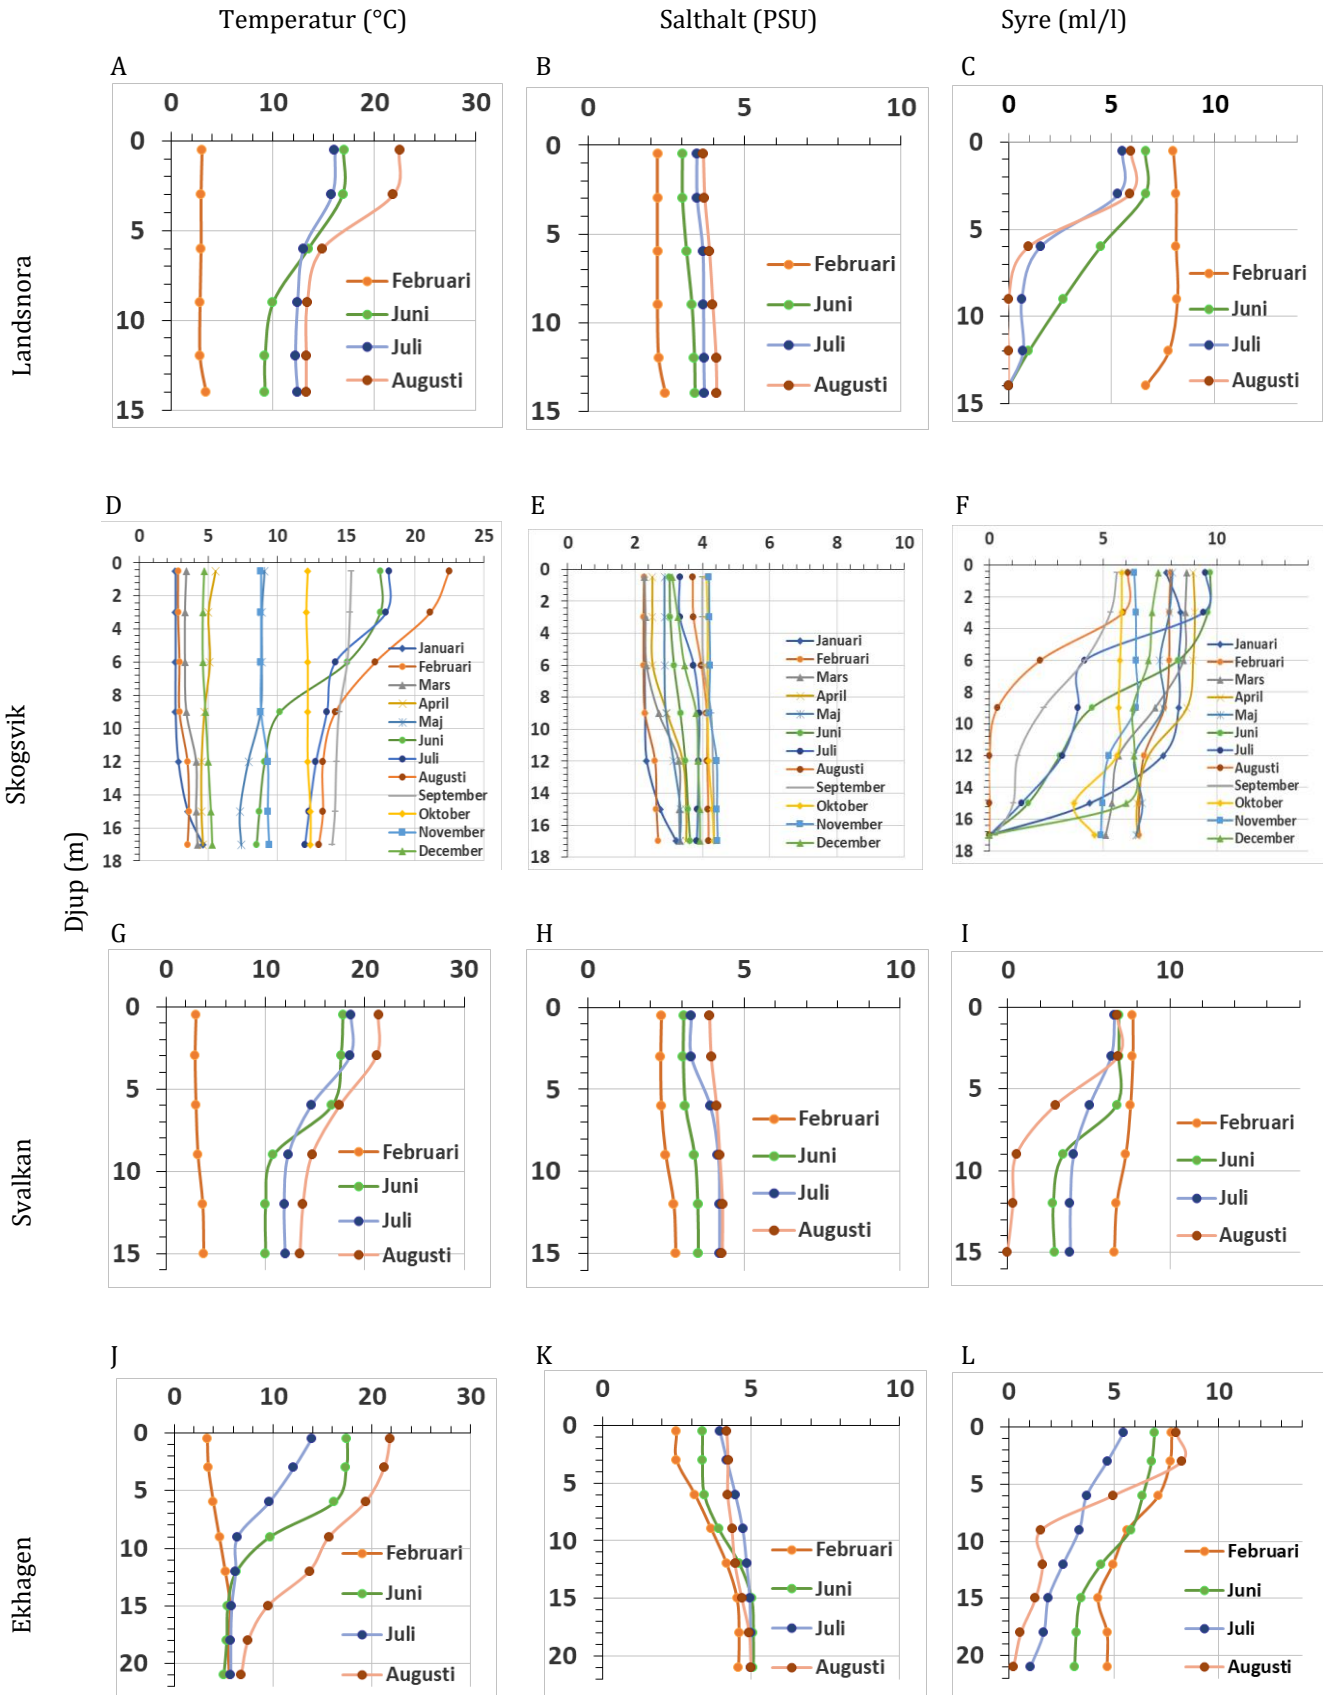 Temperatur (°C) Salthalt (PSU) Syre (ml/l)
A B C
0 10 20 30
0
5
10
15
Februari
Juni
Juli
Augusti
0 5 10
0
5
10
15
Februari
Juni
Juli
Augusti
0 5 10
0
5
10
15
Februari
Juni
Juli
Augusti
Landsnora
D E F
0 5 10 15 20 25
0
2
4
6
8
10
12
14
16
18
Januari
Februari
Mars
April
Maj
Juni
Juli
Augusti
September
Oktober
November
December
0 2 4 6 8 10
0
2
4
6
8
10
12
14
16
18
Januari
Februari
Mars
April
Maj
Juni
Juli
Augusti
September
Oktober
November
December
0 5 10
0
2
4
6
8
10
12
14
16
18
Januari
Februari
Mars
April
Maj
Juni
Juli
Augusti
September
Oktober
November
December
Skogsvik
Djup (m)
G H I
0 10 20 30
0
5
10
15
Februari
Juni
Juli
Augusti
0 5 10
0
5
10
15
Februari
Juni
Juli
Augusti
0 10
0
5
10
15
Februari
Juni
Juli
Augusti
Svalkan
J K L
0 10 20 30
0
5
10
15
20
Februari
Juni
Juli
Augusti
0 5 10
0
5
10
15
20
Februari
Juni
Juli
Augusti
0 5 10
0
5
10
15
20
Februari
Juni
Juli
Augusti
Ekhagen